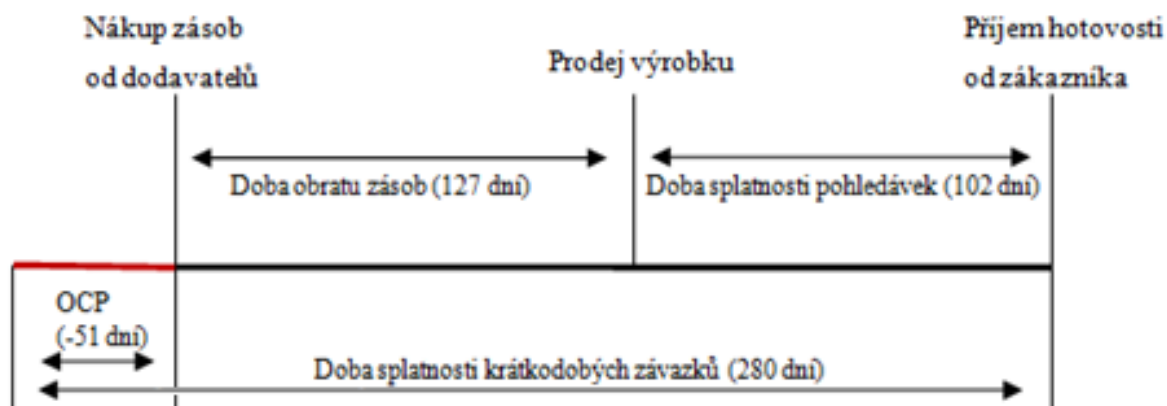 Nákup zásob
od dodavatelů
Prodej výrobku
Příjem hotovosti
od zákazníka
Doba obratu zásob (127 dní)
Doba splatnosti pohledávek (102 dní)
OCP
(-51 dní)
Doba splatnosti krátkodobých závazků (280 dní)